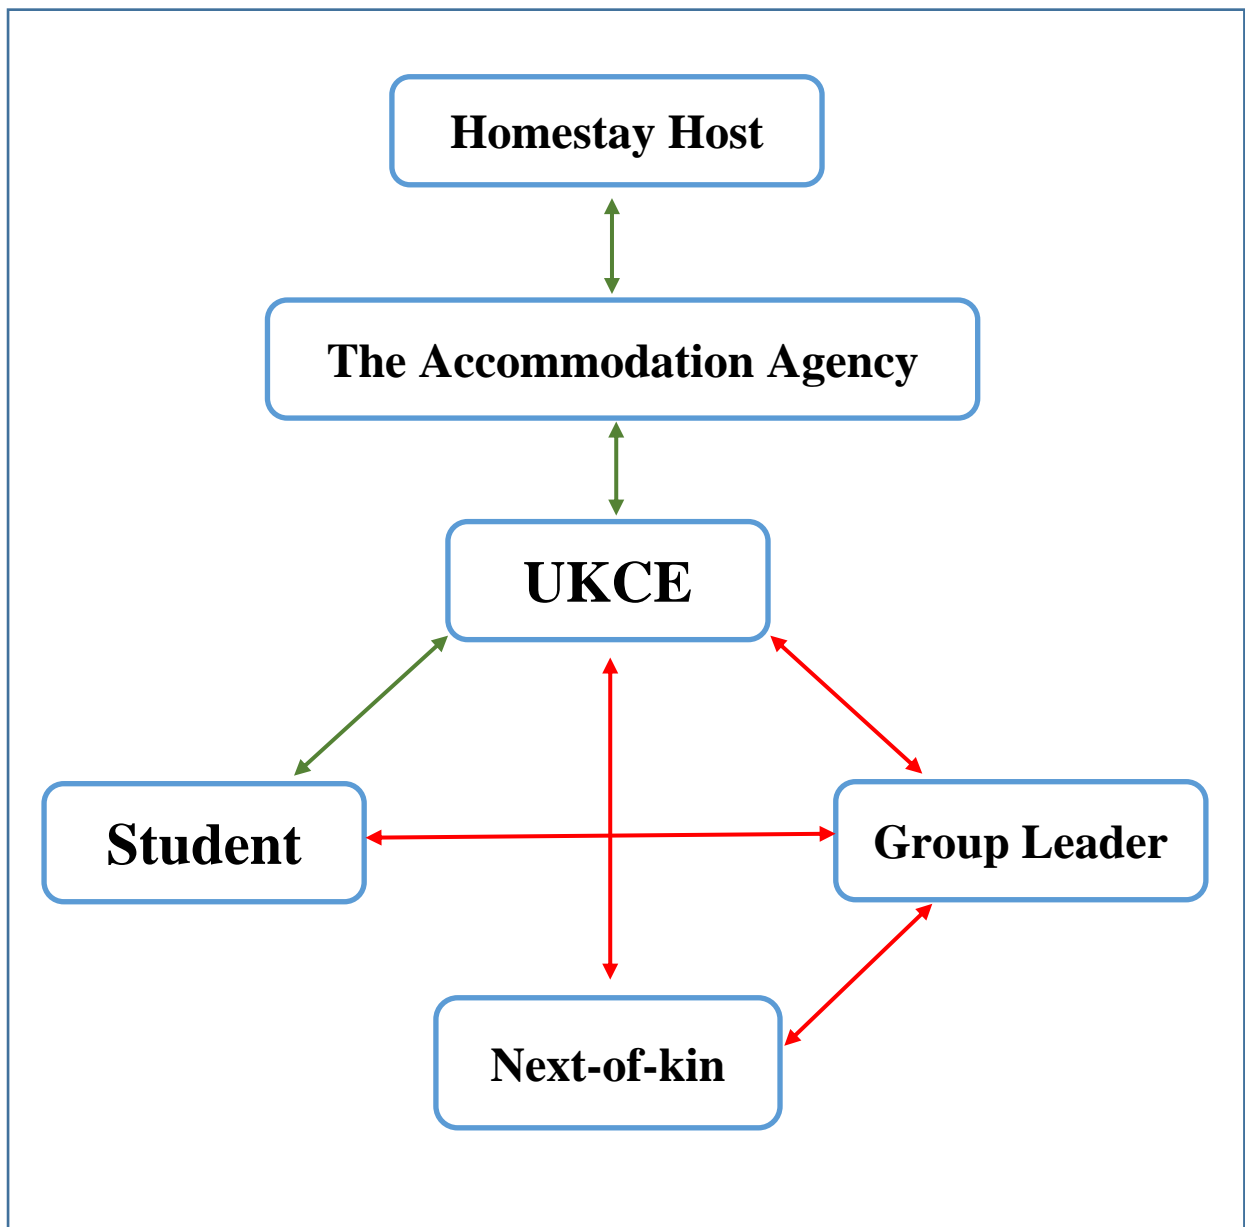 Homestay Host
The Accommodation Agency
UKCE
Student
Group Leader
Next-of-kin